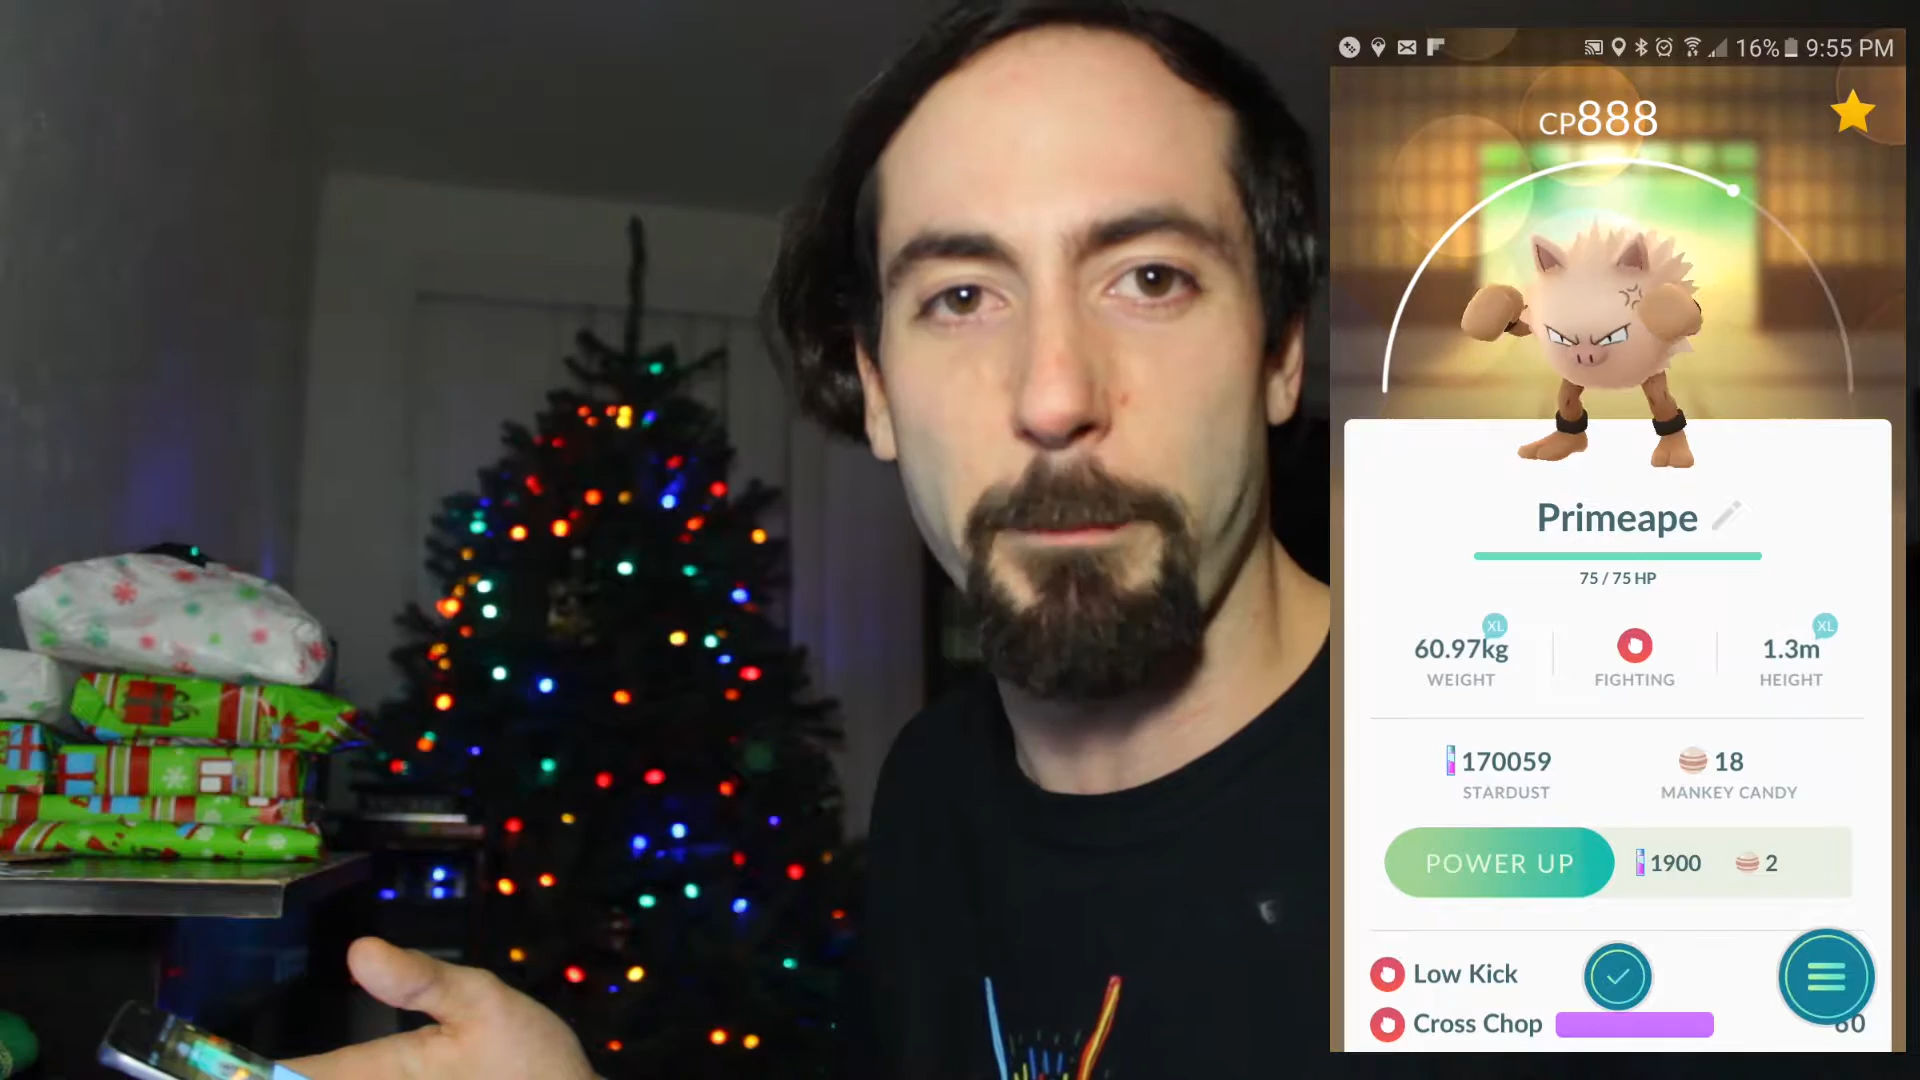 16% 9:55 PM
CP888
Primeape
75 / 75 HP
XL XL
60.97kg 1.3m
WEIGHT FIGHTING HEIGHT
170059 18
STARDUST MANKEY CANDY
POWER UP 1900 2
Low Kick
Cross Chop 60